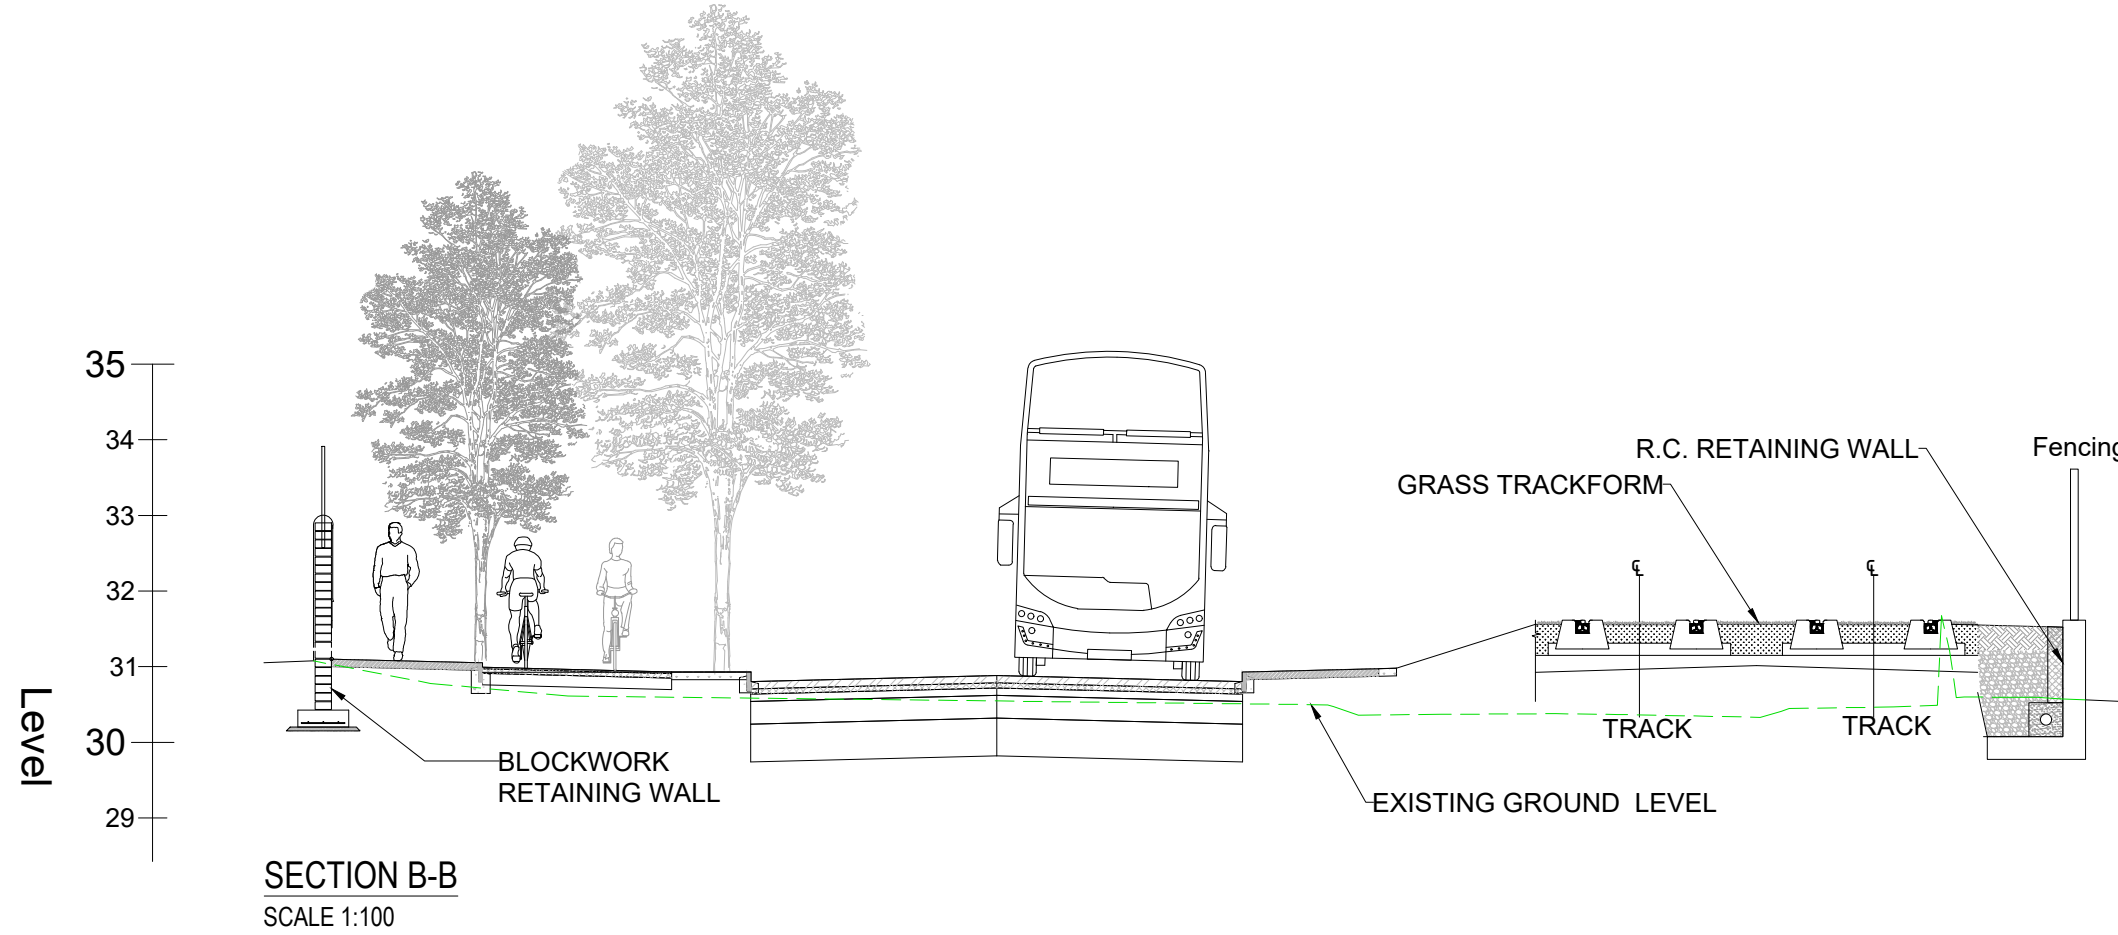 35
34
33
32
31
30
29
Level
R.C. RETAINING WALL
Fencing
GRASS TRACKFORM
℄
℄
TRACK
TRACK
BLOCKWORK
RETAINING WALL
EXISTING GROUND LEVEL
SECTION B-B
SCALE 1:100